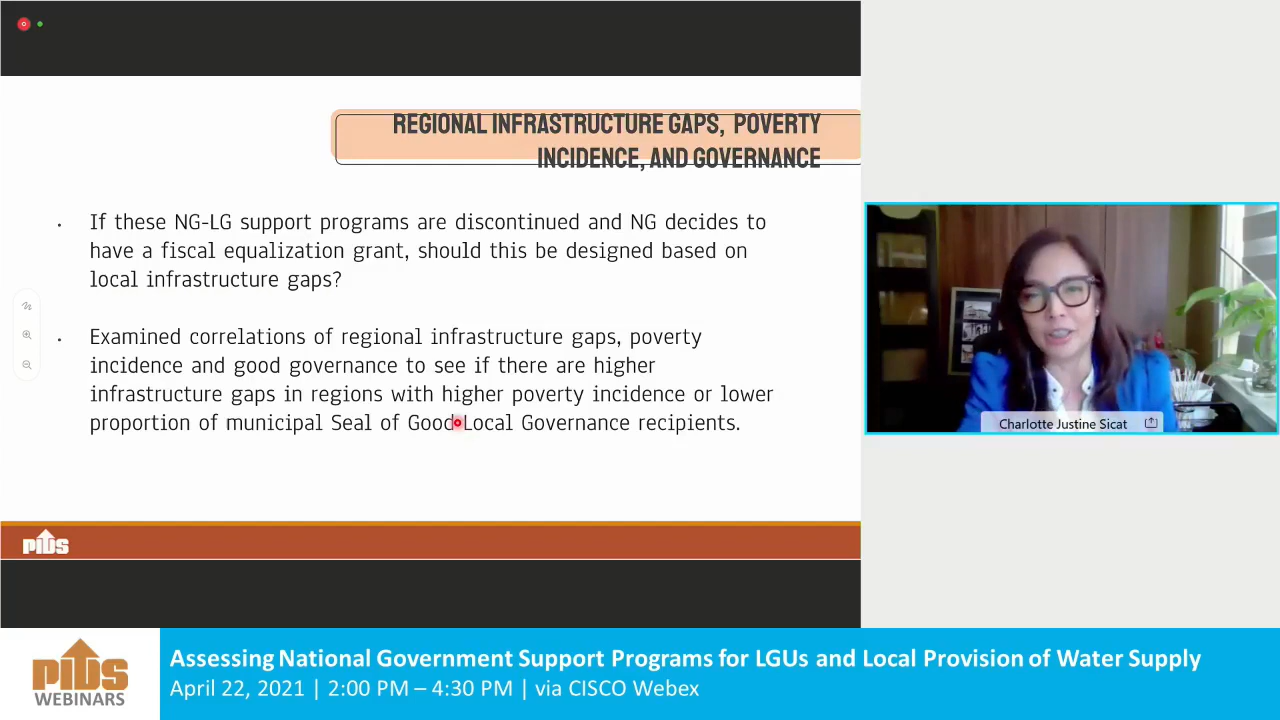 REGIONAL INFRASTRUCTURE GAPS, POVERTY
INCIDENCE, AND GOVERNANCE
If these NG-LG support programs are discontinued and NG decides to
have a fiscal equalization grant, should this be designed based on
local infrastructure gaps?
Examined correlations of regional infrastructure gaps, poverty
incidence and good governance to see if there are higher
infrastructure gaps in regions with higher poverty incidence or lower
proportion of municipal Seal of Good Local Governance recipients.
PIDS
Charlotte Justine Sicat
PIDS
WEBINARS
Assessing National Government Support Programs for LGUs and Local Provision of Water Supply
April 22, 2021 | 2:00 PM – 4:30 PM | via CISCO Webex